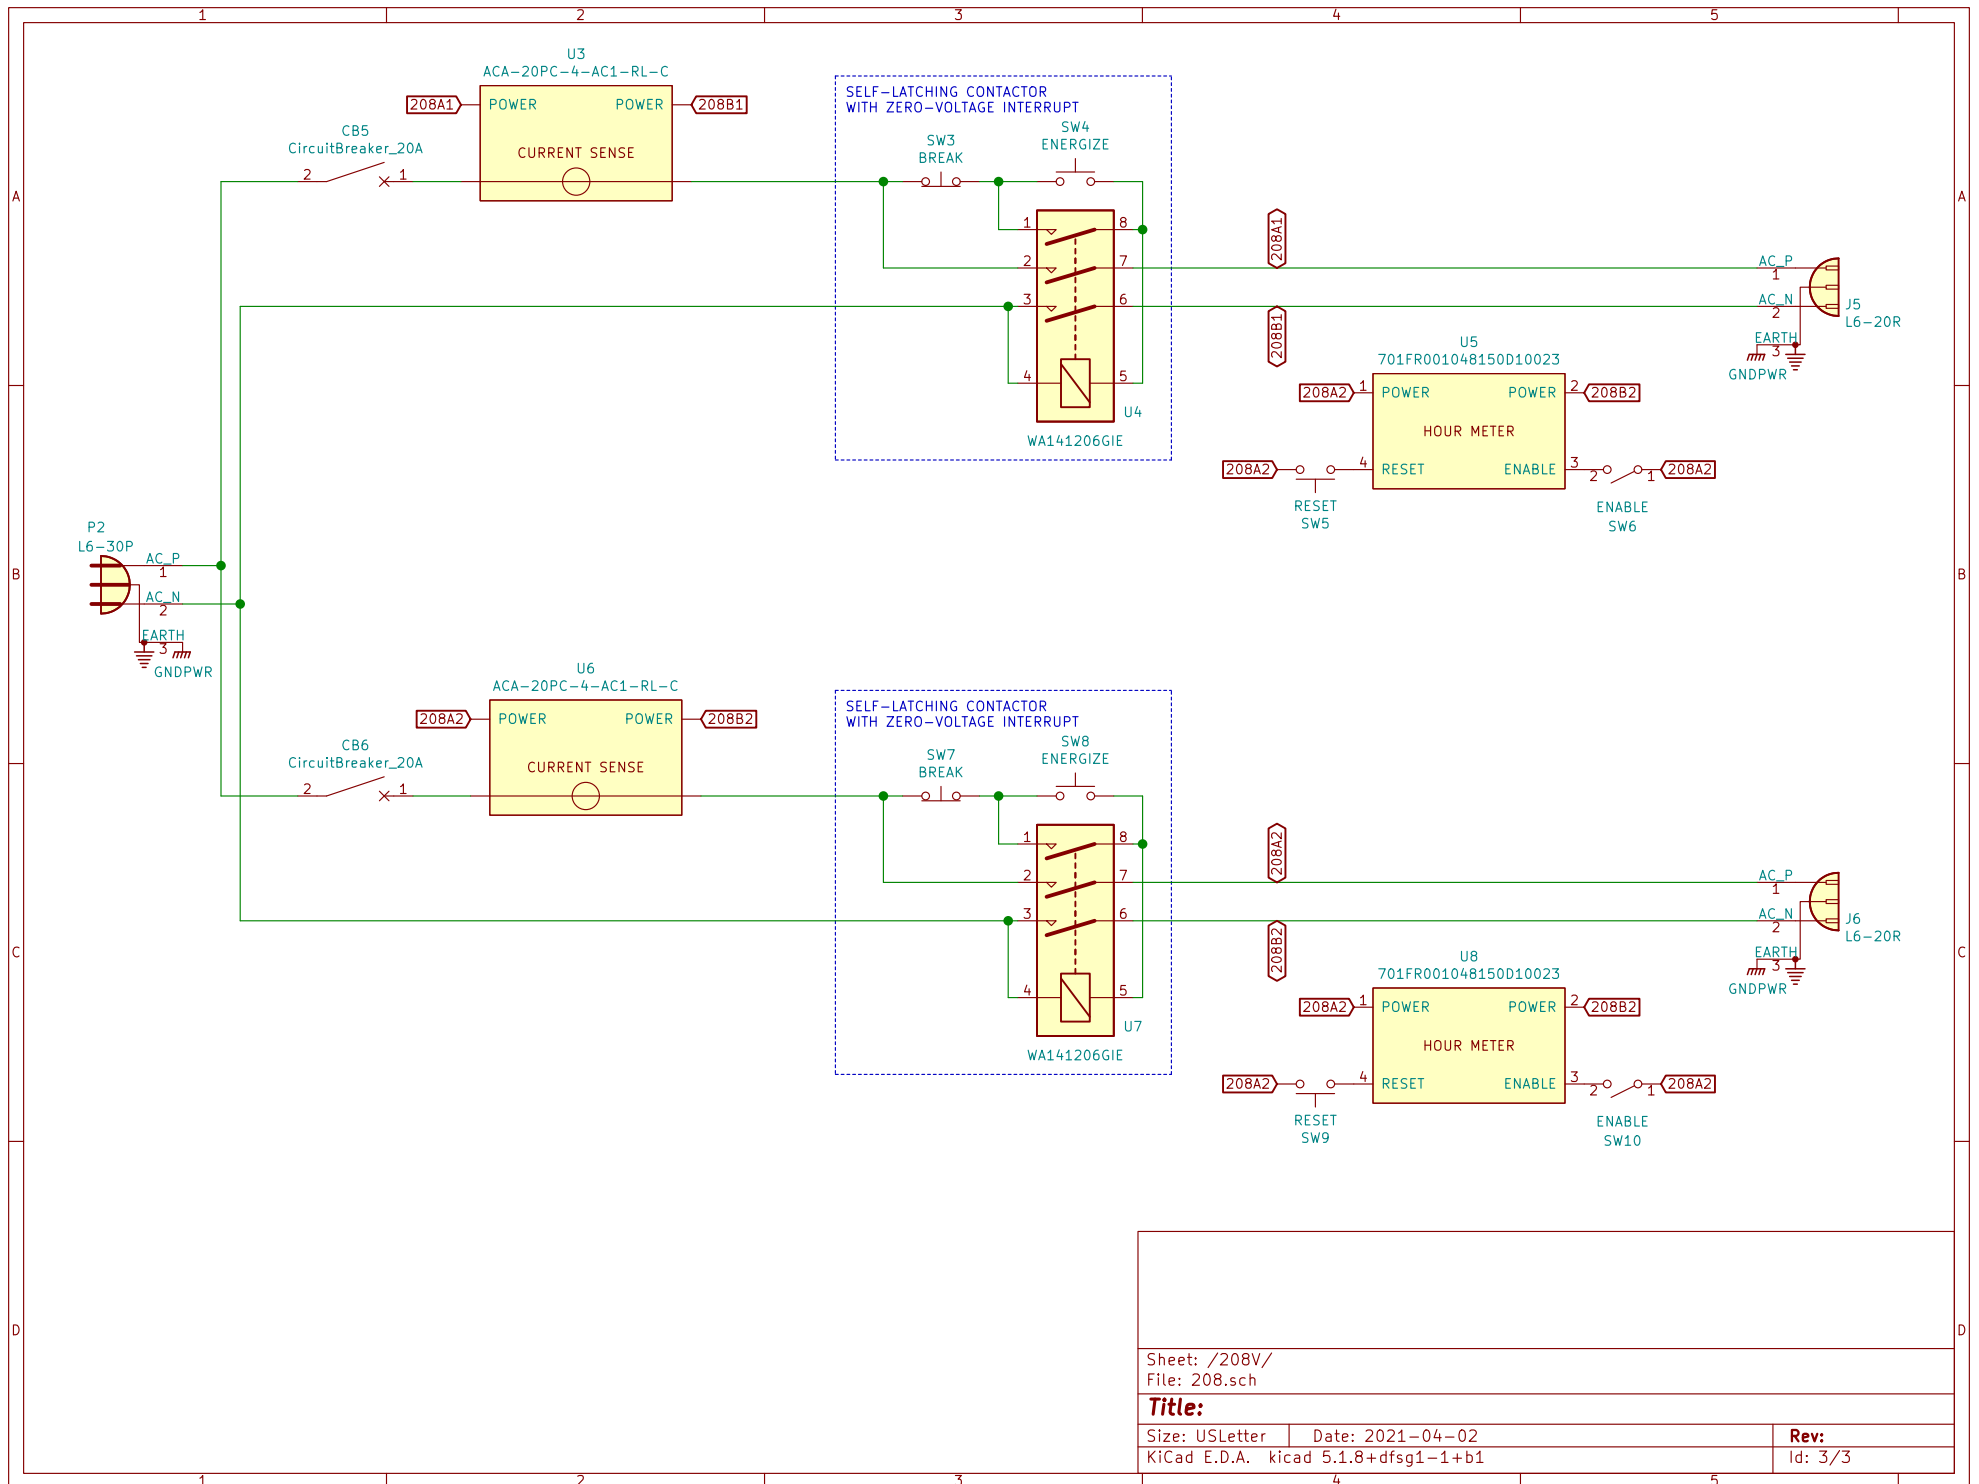 1 2 3 4 5
A A
B B
C C
D D
U3
ACA-20PC-4-AC1-RL-C
208A1 POWER POWER 208B1
CURRENT SENSE
CB5
CircuitBreaker_20A
2 1
SELF-LATCHING CONTACTOR
WITH ZERO-VOLTAGE INTERRUPT
SW3
BREAK
SW4
ENERGIZE
1 8
2 7
3 6
4 5
U4
WA141206GIE
208A1
208B1
AC_P
1
AC_N
2
EARTH
3
GNDPWR
J5
L6-20R
U5
701FR001048150D10023
208A2 1 POWER POWER 2 208B2
HOUR METER
208A2 4 RESET ENABLE 3 2 1 208A2
RESET
SW5
ENABLE
SW6
P2
L6-30P
AC_P
1
AC_N
2
EARTH
3
GNDPWR
U6
ACA-20PC-4-AC1-RL-C
208A2 POWER POWER 208B2
CURRENT SENSE
CB6
CircuitBreaker_20A
2 1
SELF-LATCHING CONTACTOR
WITH ZERO-VOLTAGE INTERRUPT
SW7
BREAK
SW8
ENERGIZE
1 8
2 7
3 6
4 5
U7
WA141206GIE
208A2
208B2
AC_P
1
AC_N
2
EARTH
3
GNDPWR
J6
L6-20R
U8
701FR001048150D10023
208A2 1 POWER POWER 2 208B2
HOUR METER
208A2 4 RESET ENABLE 3 2 1 208A2
RESET
SW9
ENABLE
SW10
Sheet: /208V/
File: 208.sch
Title:
Size: USLetter Date: 2021-04-02 Rev:
KiCad E.D.A. kicad 5.1.8+dfsg1-1+b1 Id: 3/3
1 2 3 4 5